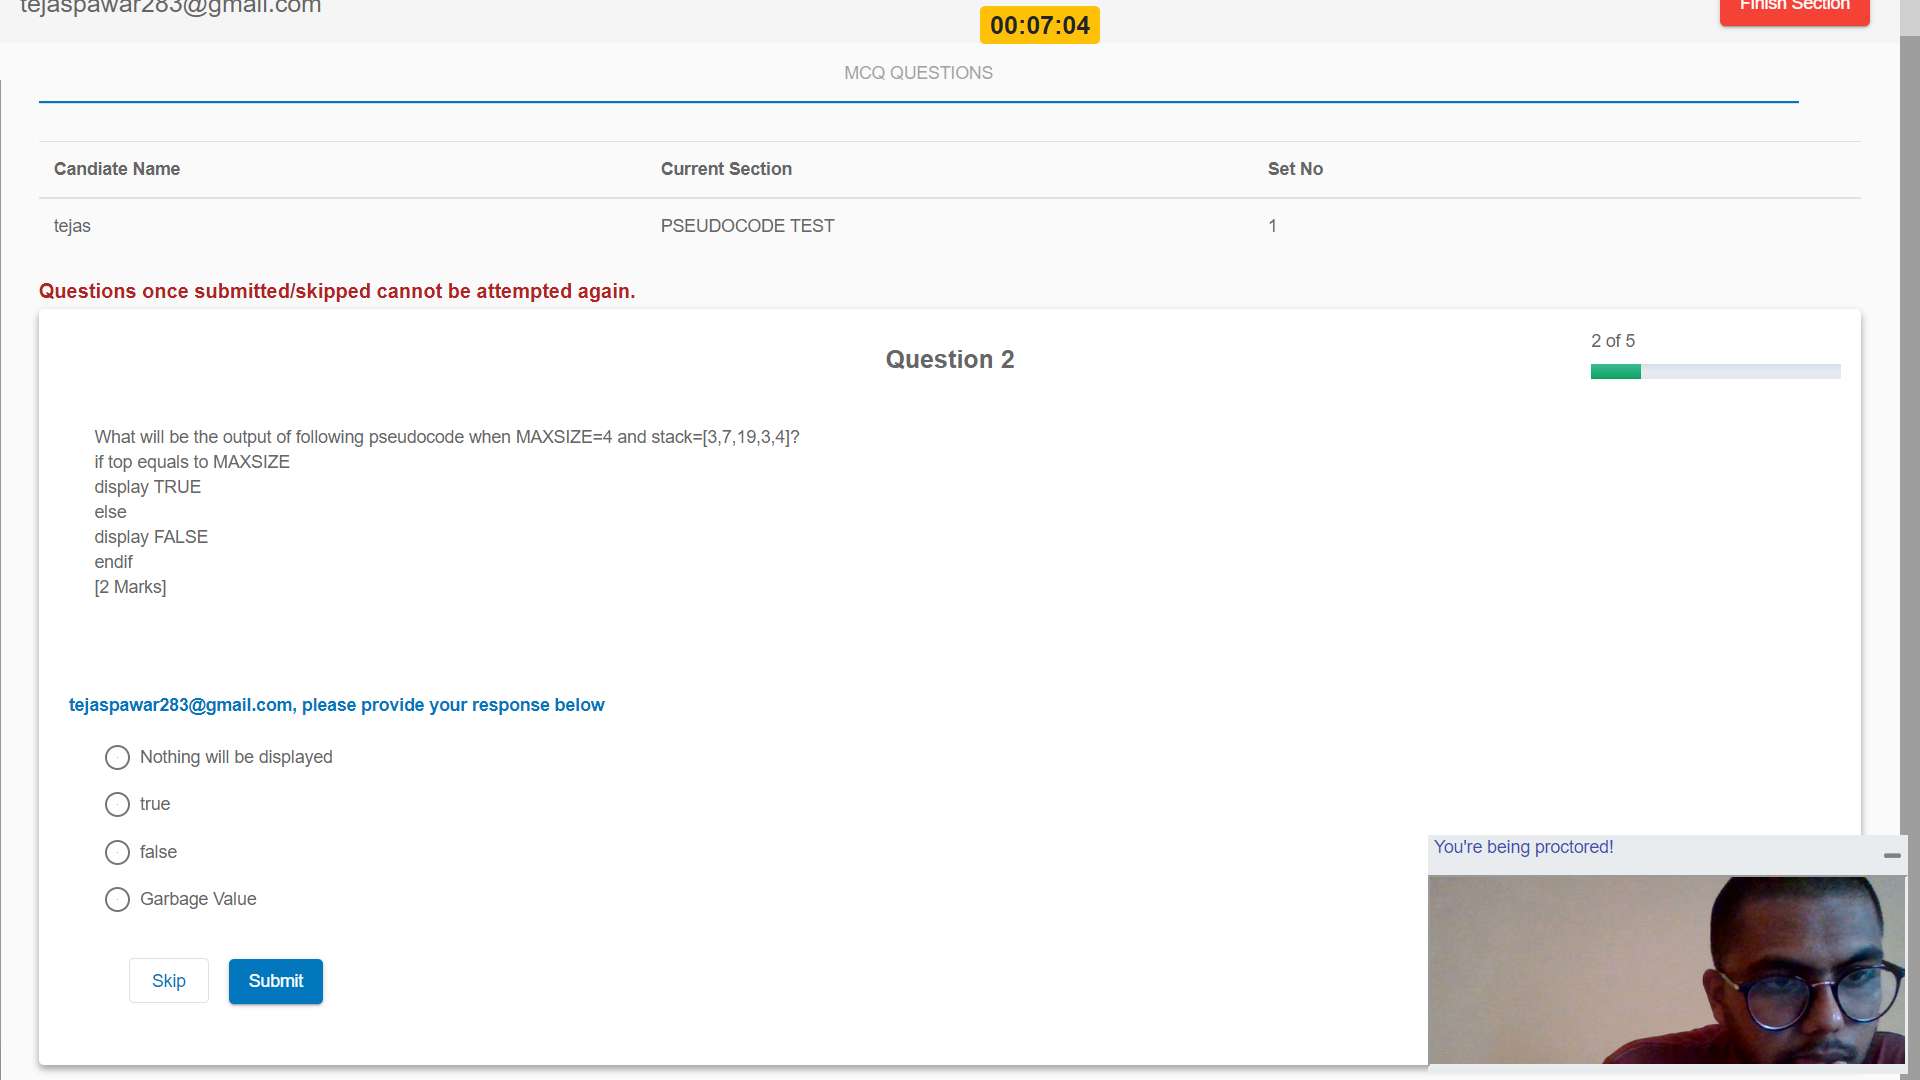 tejaspawar283@gmail.com
Finish Section
00:07:04
MCQ QUESTIONS
Candiate Name Current Section Set No
tejas PSEUDOCODE TEST 1
Questions once submitted/skipped cannot be attempted again.
2 of 5
Question 2
What will be the output of following pseudocode when MAXSIZE=4 and stack=[3,7,19,3,4]?
if top equals to MAXSIZE
display TRUE
else
display FALSE
endif
[2 Marks]
tejaspawar283@gmail.com, please provide your response below
Nothing will be displayed
true
false
Garbage Value
Skip Submit
You're being proctored!